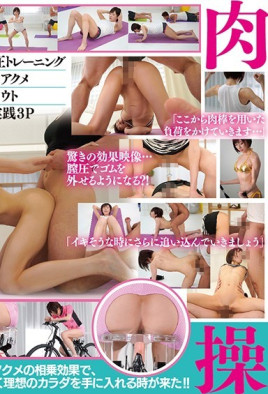 肉
トレーニング
アクメ
ウト
践3P
「ここから肉棒を用いた
負荷をかけていきます…」
驚きの効果映像…
膣圧でゴムを
外せるようになる?!
「イキそうな時にさらに追い込んでいきましょう」
クメの相乗効果で、
理想のカラダを手に入れる時が来た!!
操